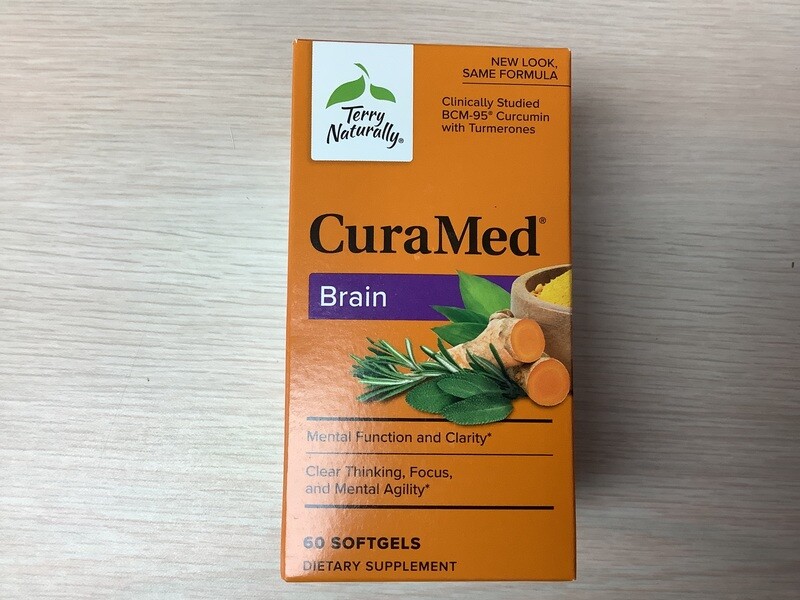 Terry
Naturally®
NEW LOOK,
SAME FORMULA
Clinically Studied
BCM-95® Curcumin
with Turmerones
CuraMed®
Brain
Mental Function and Clarity*
Clear Thinking, Focus,
and Mental Agility*
60 SOFTGELS
DIETARY SUPPLEMENT